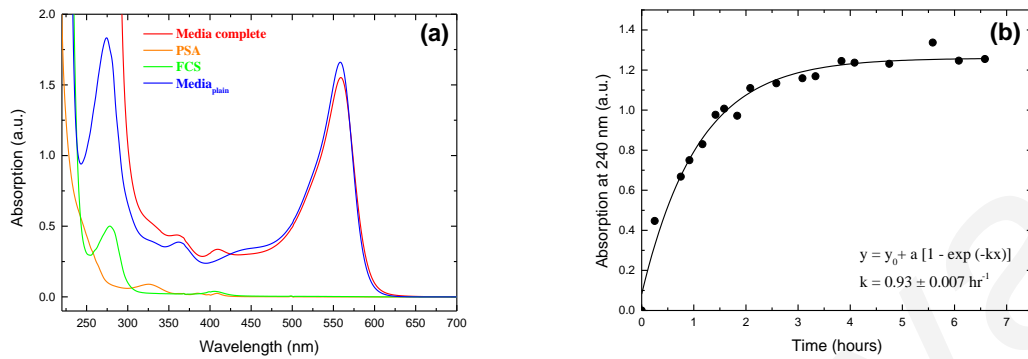 (a)
Media complete
PSA
FCS
Media_plain
2.0
1.5
1.0
0.5
0.0
Absorption (a.u.)
250 300 350 400 450 500 550 600 650 700
Wavelength (nm)
(b)
1.4
1.2
1.0
0.8
0.6
0.4
0.2
0.0
Absorption at 240 nm (a.u.)
y = y₀+ a [1 - exp (-kx)]
k = 0.93 ± 0.007 hr⁻¹
0 1 2 3 4 5 6 7
Time (hours)